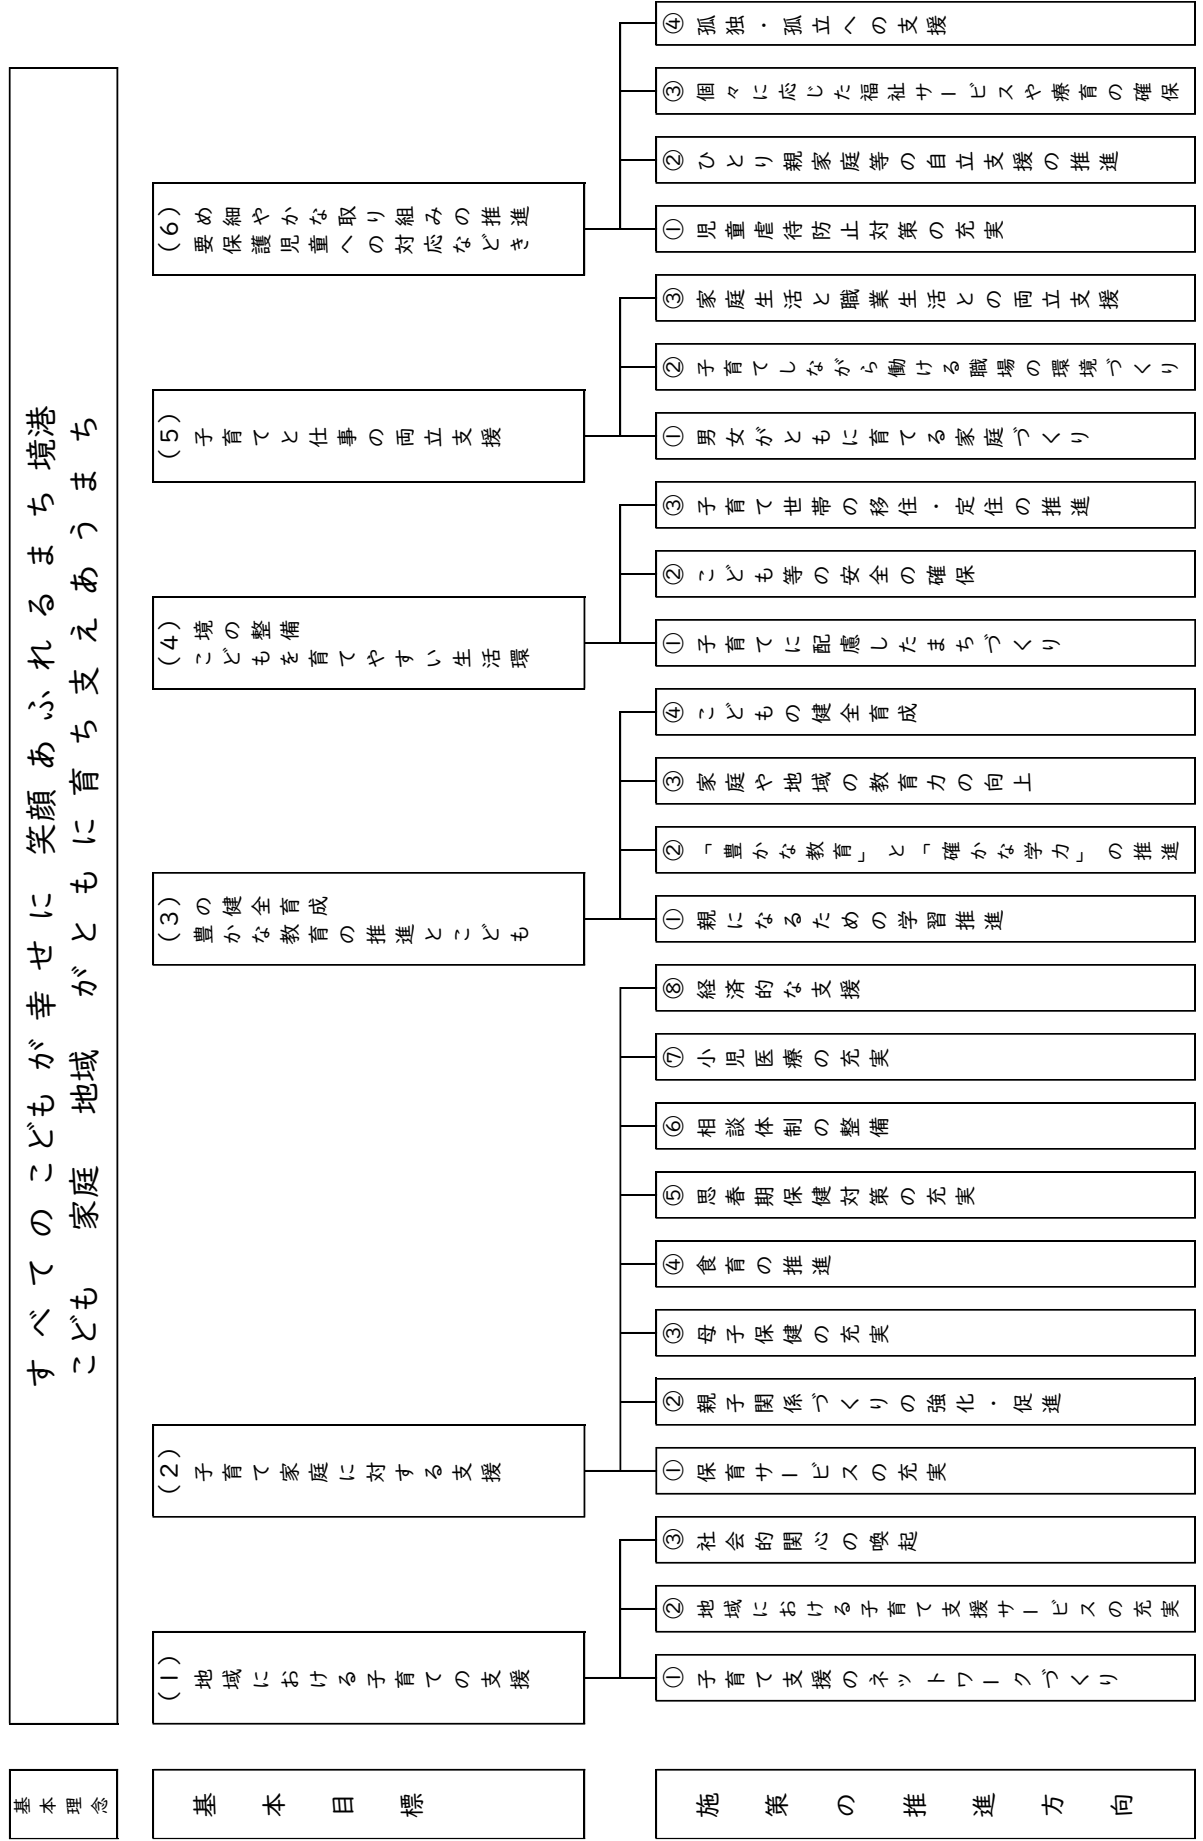 基本理念
すべてのこどもが幸せに 笑顔あふれるまち境港
こども 家庭 地域 がともに育ち支えあうまち
基本目標
施策の推進方向
(1) 地域における子育ての支援
① 子育て支援のネットワークづくり
② 地域における子育て支援サービスの充実
③ 社会的関心の喚起
(2) 子育て家庭に対する支援
① 保育サービスの充実
② 親子関係づくりの強化・促進
③ 母子保健の充実
④ 食育の推進
⑤ 思春期保健対策の充実
⑥ 相談体制の整備
⑦ 小児医療の充実
⑧ 経済的な支援
(3) 豊かな教育の推進とこども
の健全育成
① 親になるための学習推進
② 「豊かな教育」と「確かな学力」の推進
③ 家庭や地域の教育力の向上
④ こどもの健全育成
(4) こどもを育てやすい生活環
境の整備
① 子育てに配慮したまちづくり
② こども等の安全の確保
③ 子育て世帯の移住・定住の推進
(5) 子育てと仕事の両立支援
① 男女がともに育てる家庭づくり
② 子育てしながら働ける職場の環境づくり
③ 家庭生活と職業生活との両立支援
(6) 要保護児童への対応などき
め細やかな取り組みの推進
① 児童虐待防止対策の充実
② ひとり親家庭等の自立支援の推進
③ 個々に応じた福祉サービスや療育の確保
④ 孤独・孤立への支援